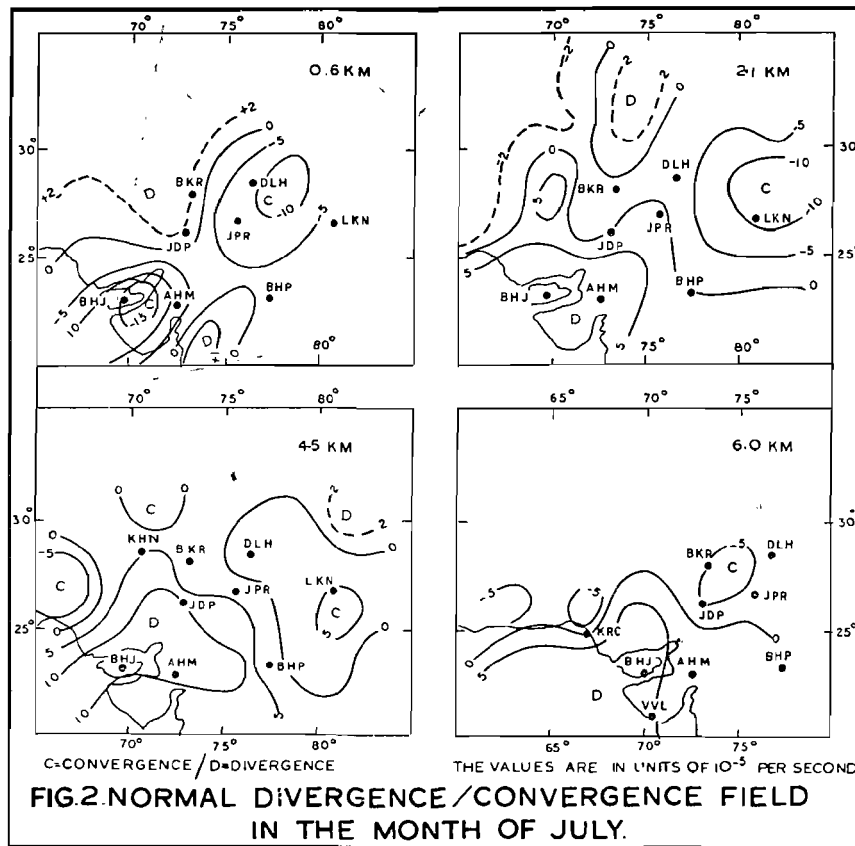 70° 75° 80°
0.6 KM
+2
0
-5
30°
+2
D
BKR
DLH
C
-10
-5
JPR
LKN
JDP
25°
0
-5
10
BHJ
C
-15
AHM
BHP
0
D
0
80°
70° 75° 80°
2.1 KM
-2
2
2
0
D
-5
30°
-2
0
DLH
-10
5
BKR
C
LKN
-10
JPR
JDP
25°
-5
5
BHJ
AHM
BHP
0
D
5
70° 75° 80°
70° 75° 80°
4.5 KM
0
C
0
D
2
30°
0
-5
KHN
BKR
DLH
0
C
LKN
JPR
JDP
C
25°
0
D
5
0
5
BHJ
AHM
BHP
10
10
5
70° 75° 80°
65° 70° 75°
6.0 KM
30°
-5
DLH
BKR
C
-5
-5
JPR
JDP
KRC
25°
0
0
5
BHJ
AHM
BHP
D
VVL
65° 70° 75°
C=CONVERGENCE / D=DIVERGENCE
THE VALUES ARE IN UNITS OF 10⁻⁵ PER SECOND
FIG.2.NORMAL DIVERGENCE/CONVERGENCE FIELD
IN THE MONTH OF JULY.